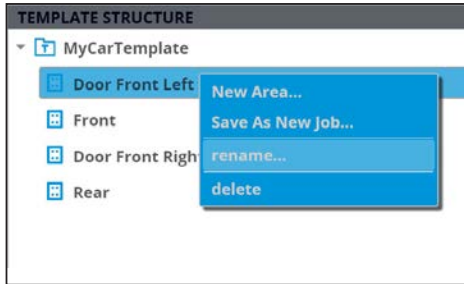 TEMPLATE STRUCTURE
MyCarTemplate
Door Front Left
New Area...
Front
Save As New Job...
Door Front Righ
rename...
Rear
delete